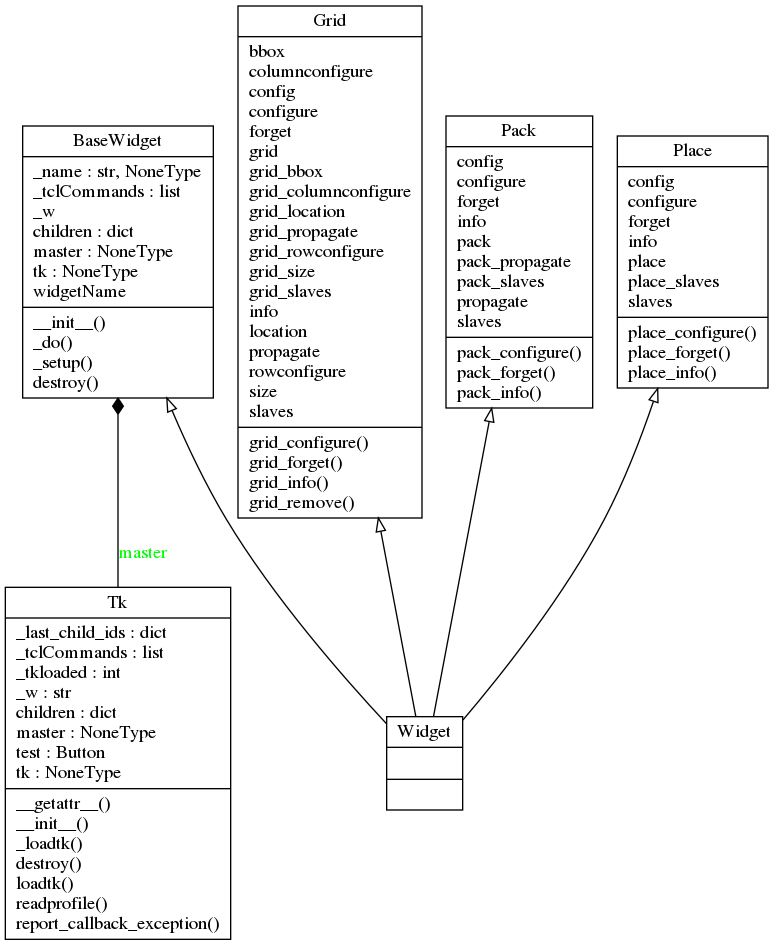 Grid
bbox
columnconfigure
config
configure
forget
grid
grid_bbox
grid_columnconfigure
grid_location
grid_propagate
grid_rowconfigure
grid_size
grid_slaves
info
location
propagate
rowconfigure
size
slaves
grid_configure()
grid_forget()
grid_info()
grid_remove()
BaseWidget
_name : str, NoneType
_tclCommands : list
_w
children : dict
master : NoneType
tk : NoneType
widgetName
__init__()
_do()
_setup()
destroy()
Pack
config
configure
forget
info
pack
pack_propagate
pack_slaves
propagate
slaves
pack_configure()
pack_forget()
pack_info()
Place
config
configure
forget
info
place
place_slaves
slaves
place_configure()
place_forget()
place_info()
master
Tk
_last_child_ids : dict
_tclCommands : list
_tkloaded : int
_w : str
children : dict
master : NoneType
test : Button
tk : NoneType
__getattr__()
__init__()
_loadtk()
destroy()
loadtk()
readprofile()
report_callback_exception()
Widget